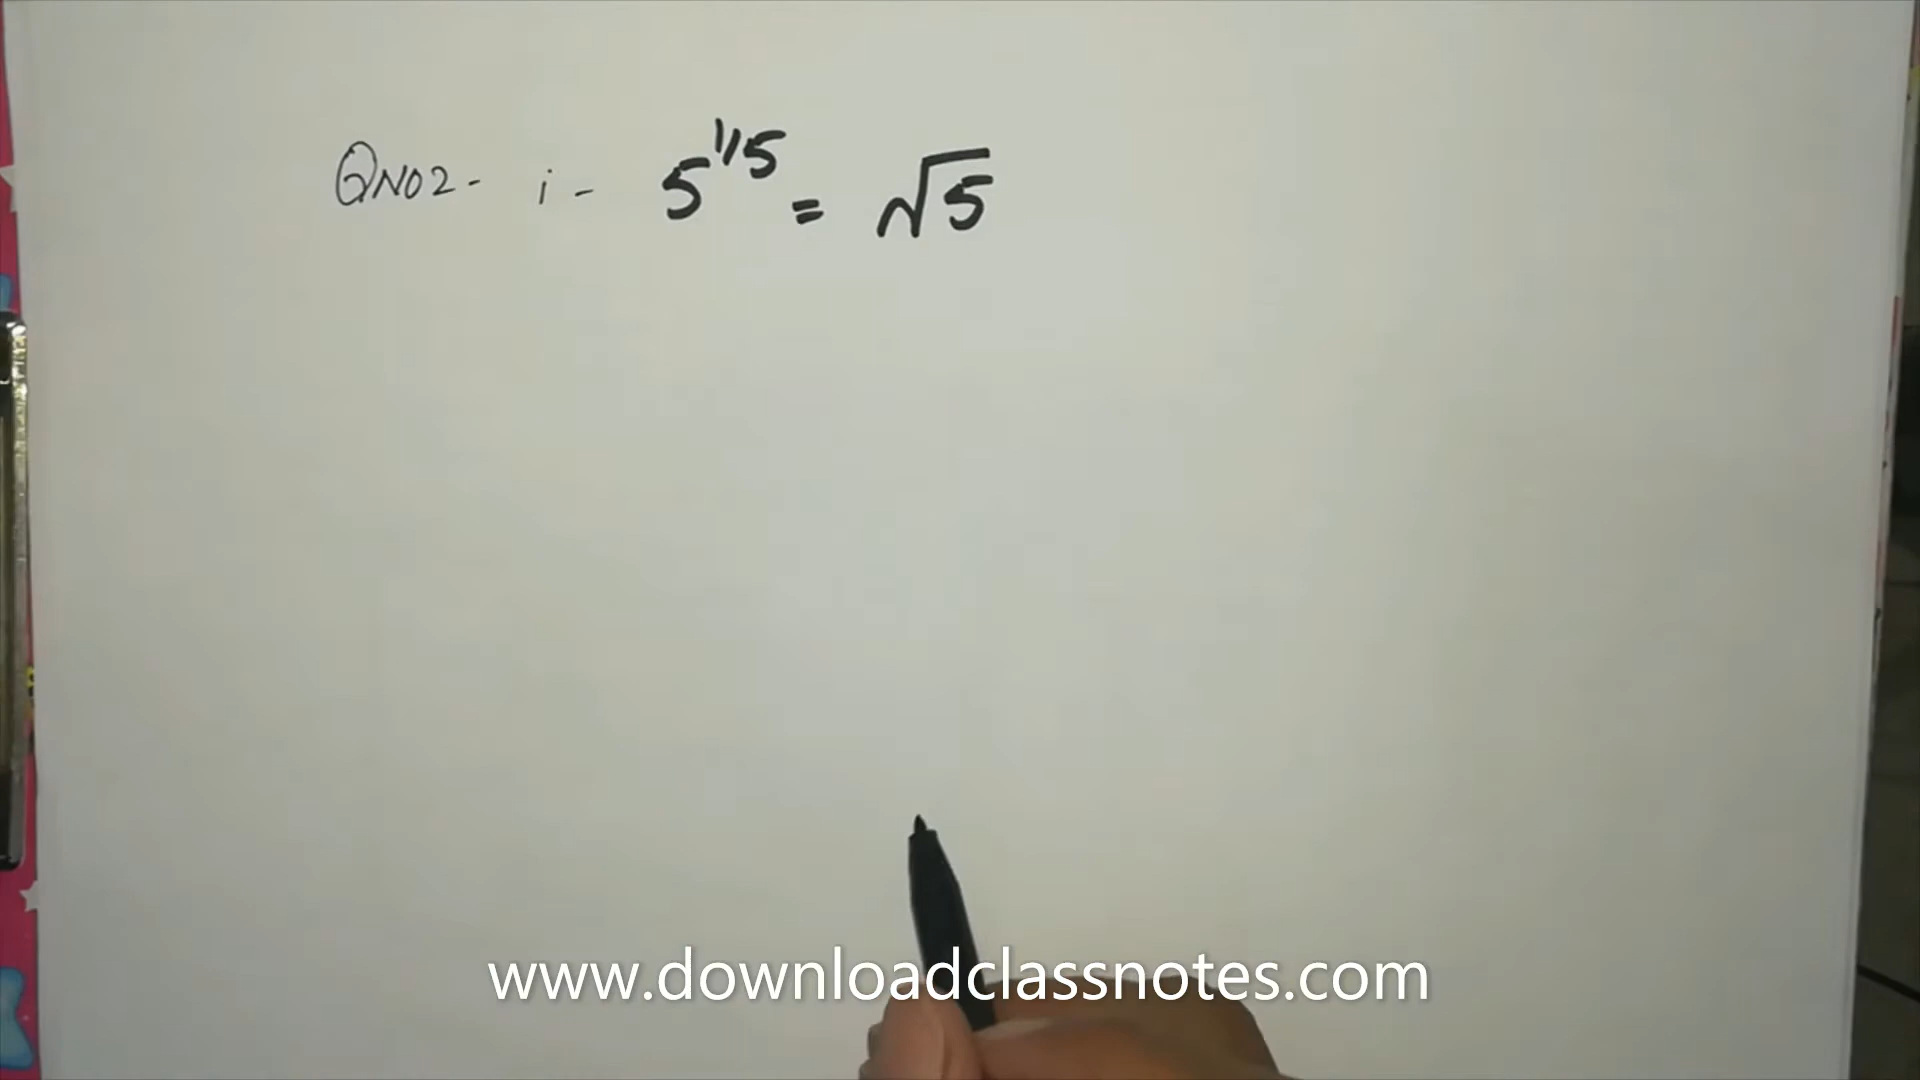 QNO2- i - 5^1/5 = √5
www.downloadclassnotes.com